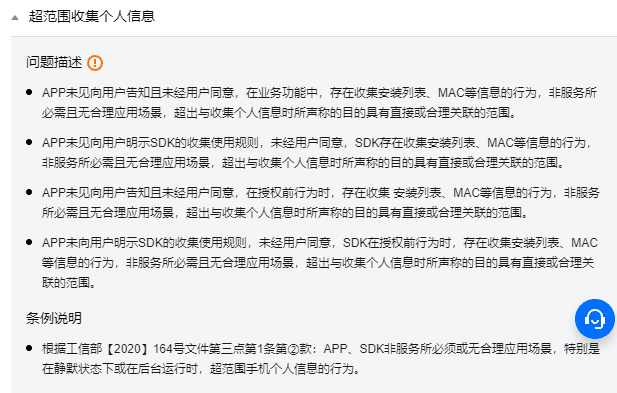 超范围收集个人信息
问题描述
APP未见向用户告知且未经用户同意，在业务功能中，存在收集安装列表、MAC等信息的行为，非服务所
必需且无合理应用场景，超出与收集个人信息时所声称的目的具有直接或合理关联的范围。
APP未见向用户明示SDK的收集使用规则，未经用户同意，SDK存在收集安装列表、MAC等信息的行为，
非服务所必需且无合理应用场景，超出与收集个人信息时所声称的目的具有直接或合理关联的范围。
APP未见向用户告知且未经用户同意，在授权前行为时，存在收集 安装列表、MAC等信息的行为，非服务
所必需且无合理应用场景，超出与收集个人信息时所声称的目的具有直接或合理关联的范围。
APP未向用户明示SDK的收集使用规则，未经用户同意，SDK在授权前行为时，存在收集安装列表、MAC
等信息的行为，非服务所必需且无合理应用场景，超出与收集个人信息时所声称的目的具有直接或合理关
联的范围。
条例说明
根据工信部【2020】164号文件第三点第1条第②款：APP、SDK非服务所必须或无合理应用场景，特别是
在静默状态下或在后台运行时，超范围手机个人信息的行为。